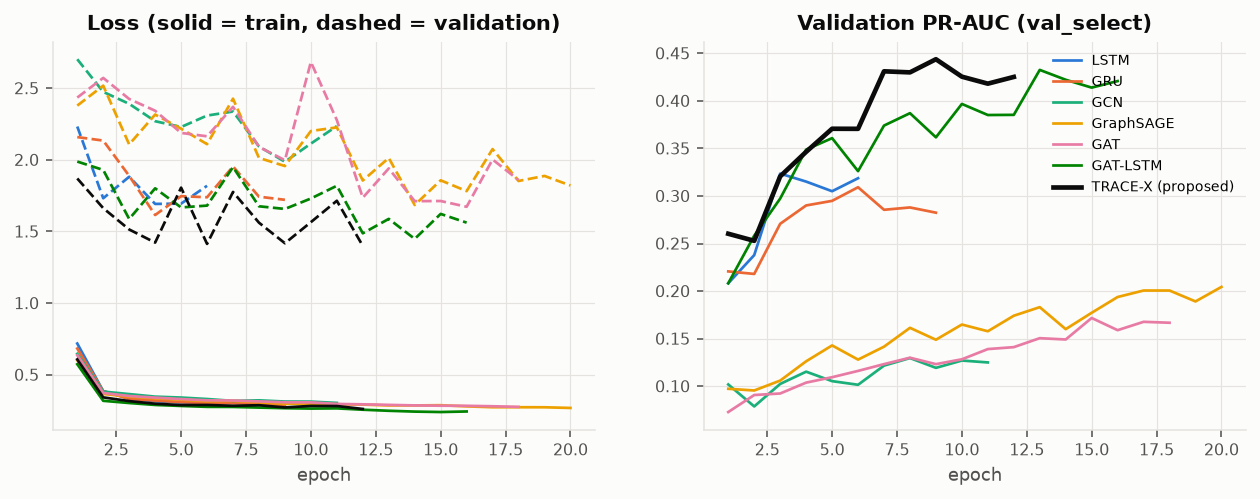 Loss (solid = train, dashed = validation)
2.5
2.0
1.5
1.0
0.5
2.5 5.0 7.5 10.0 12.5 15.0 17.5 20.0
epoch
Validation PR-AUC (val_select)
0.45
0.40
0.35
0.30
0.25
0.20
0.15
0.10
2.5 5.0 7.5 10.0 12.5 15.0 17.5 20.0
epoch
LSTM
GRU
GCN
GraphSAGE
GAT
GAT-LSTM
TRACE-X (proposed)